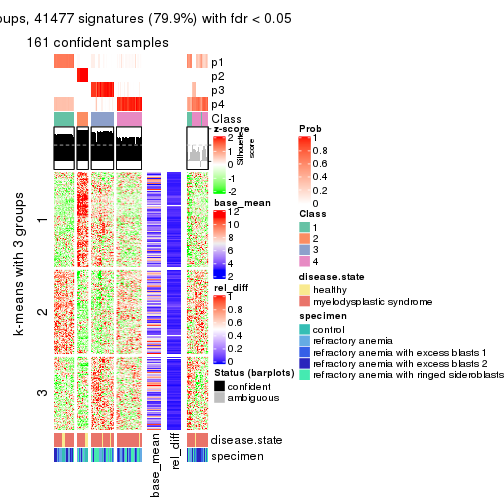 oups, 41477 signatures (79.9%) with fdr < 0.05
161 confident samples
p1
p2
p3
p4
Class
z-score
2
1
0
-1
-2
Silhouette
score
base_mean
12
10
8
6
4
2
rel_diff
1
0.8
0.6
0.4
0.2
0
Status (barplots)
confident
ambiguous
Prob
1
0.8
0.6
0.4
0.2
0
Class
1
2
3
4
disease.state
healthy
myelodysplastic syndrome
specimen
control
refractory anemia
refractory anemia with excess blasts 1
refractory anemia with excess blasts 2
refractory anemia with ringed sideroblasts
k-means with 3 groups
1
2
3
disease.state
specimen
base_mean
rel_diff